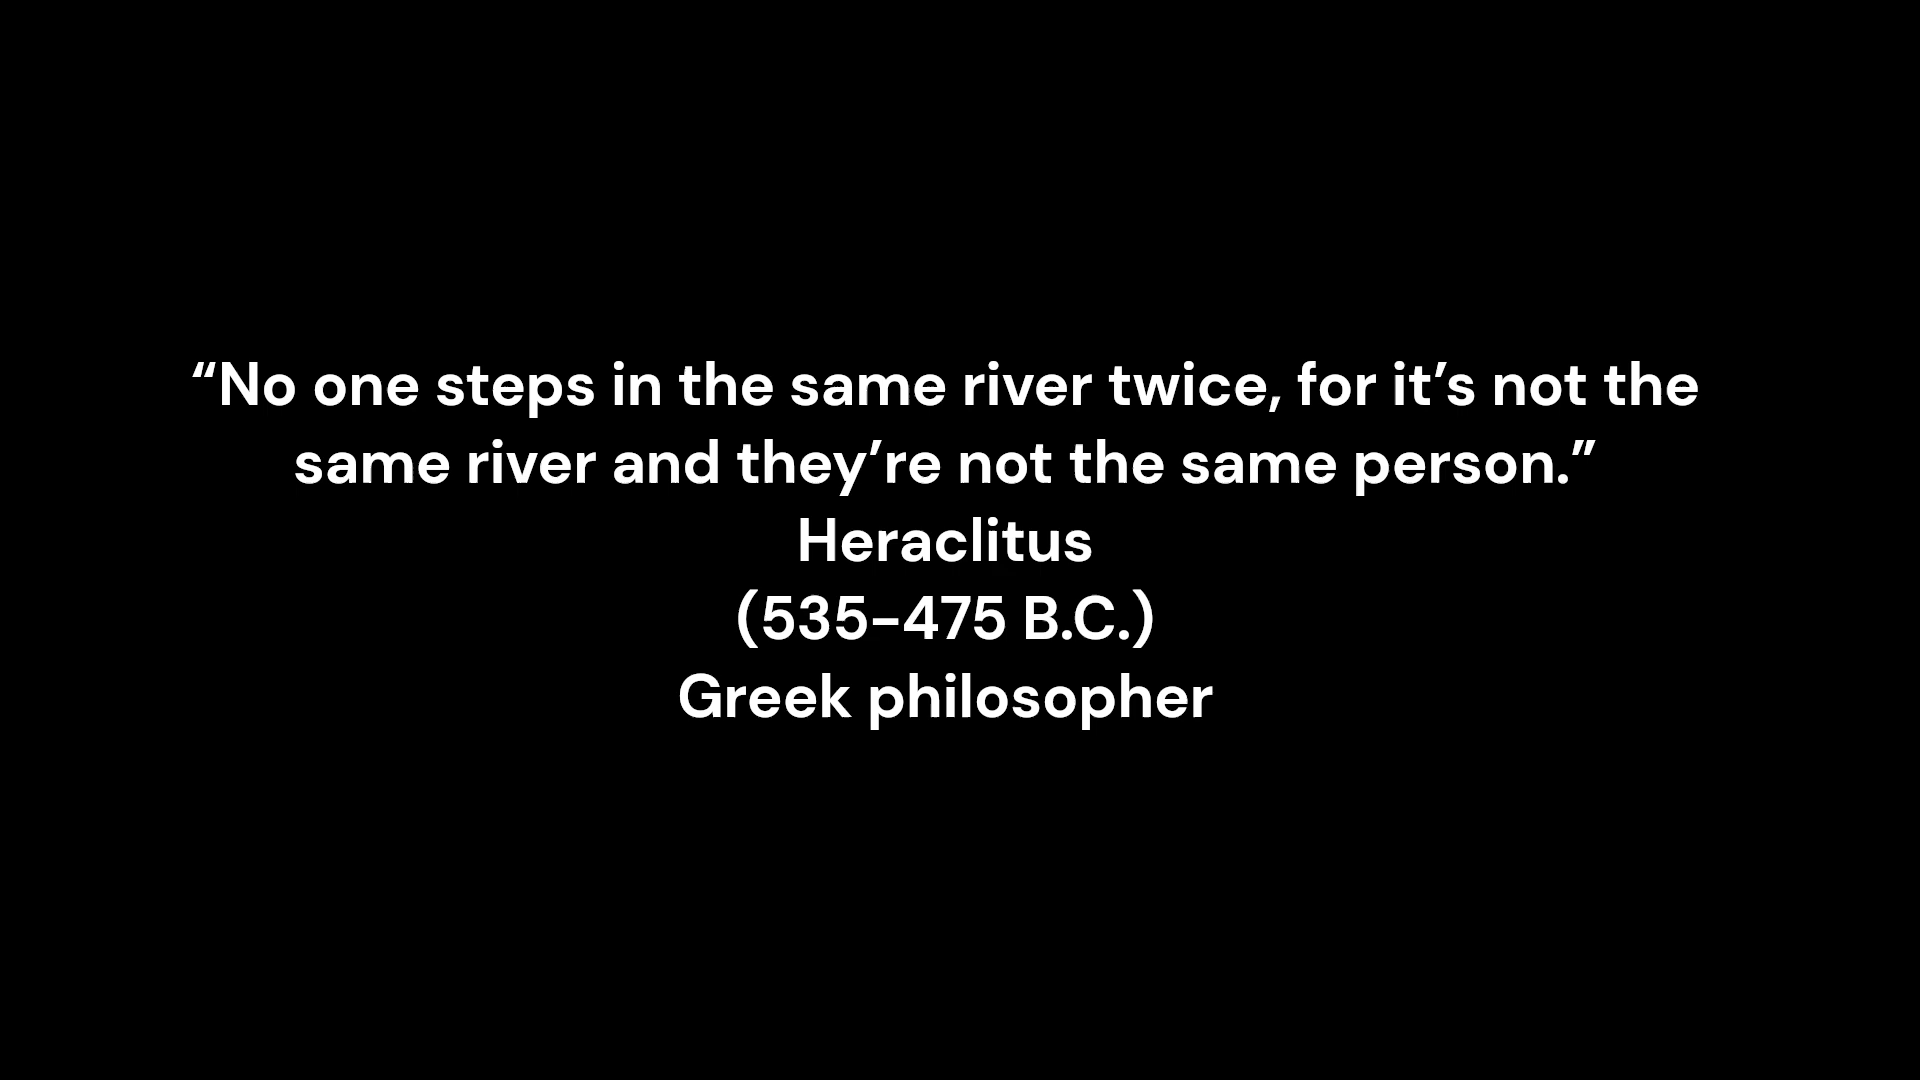 “No one steps in the same river twice, for it’s not the
same river and they’re not the same person.”
Heraclitus
(535–475 B.C.)
Greek philosopher